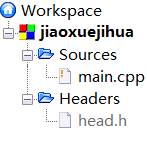 Workspace
jiaoxuejihua
Sources
main.cpp
Headers
head.h